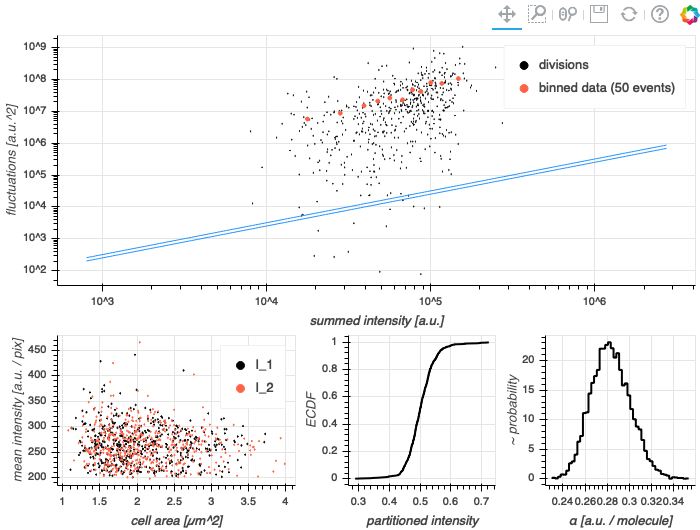 10^9
10^8
10^7
10^6
10^5
10^4
10^3
10^2
fluctuations [a.u.^2]
divisions
binned data (50 events)
10^3 10^4 10^5 10^6
summed intensity [a.u.]
450
400
350
300
250
200
mean intensity [a.u. / pix]
I_1
I_2
1 1.5 2 2.5 3 3.5 4
cell area [μm^2]
1
0.8
0.6
0.4
0.2
0
ECDF
0.3 0.4 0.5 0.6 0.7
partitioned intensity
20
15
10
5
0
~ probability
0.24 0.26 0.28 0.3 0.32 0.34
α [a.u. / molecule]